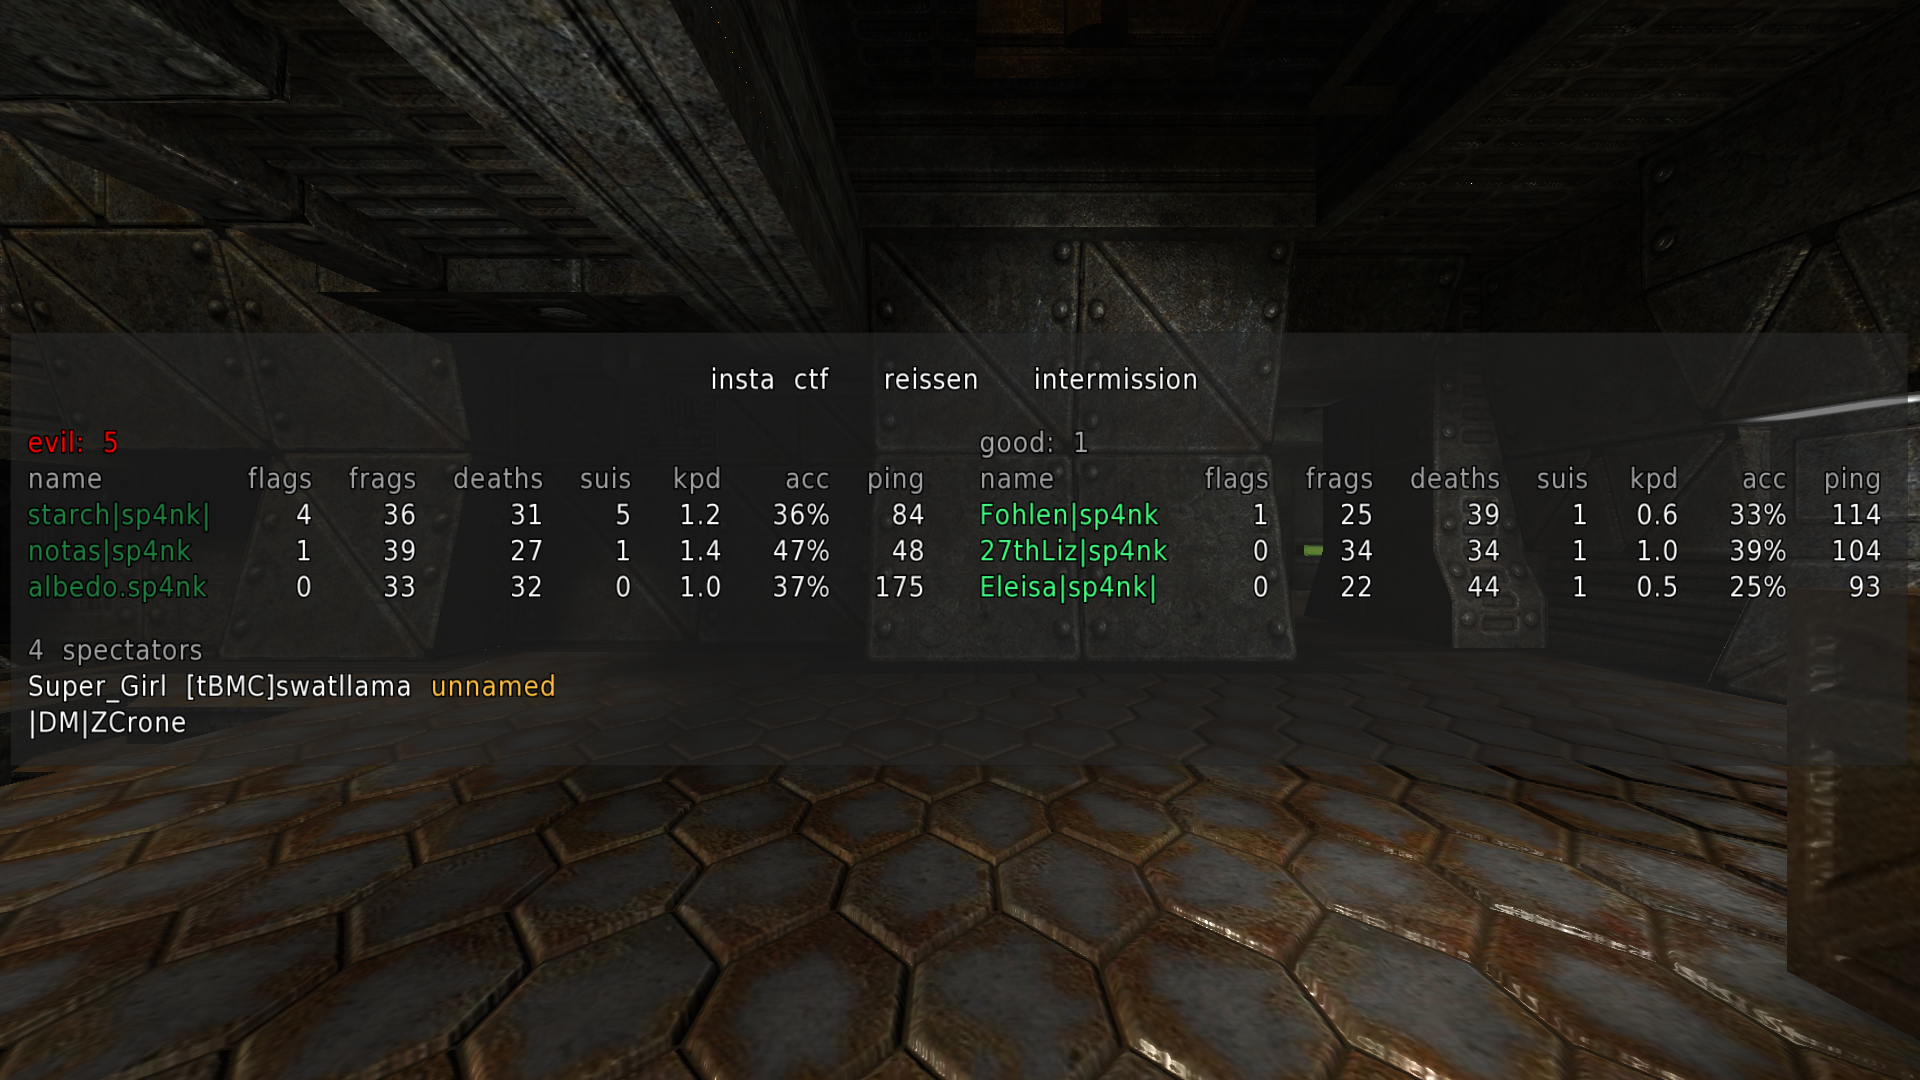 insta ctf reissen intermission
evil: 5 good: 1
name flags frags deaths suis kpd acc ping name flags frags deaths suis kpd acc ping
starch|sp4nk| 4 36 31 5 1.2 36% 84 Fohlen|sp4nk 1 25 39 1 0.6 33% 114
notas|sp4nk 1 39 27 1 1.4 47% 48 27thLiz|sp4nk 0 34 34 1 1.0 39% 104
albedo.sp4nk 0 33 32 0 1.0 37% 175 Eleisa|sp4nk| 0 22 44 1 0.5 25% 93
4 spectators
Super_Girl [tBMC]swatllama unnamed
|DM|ZCrone